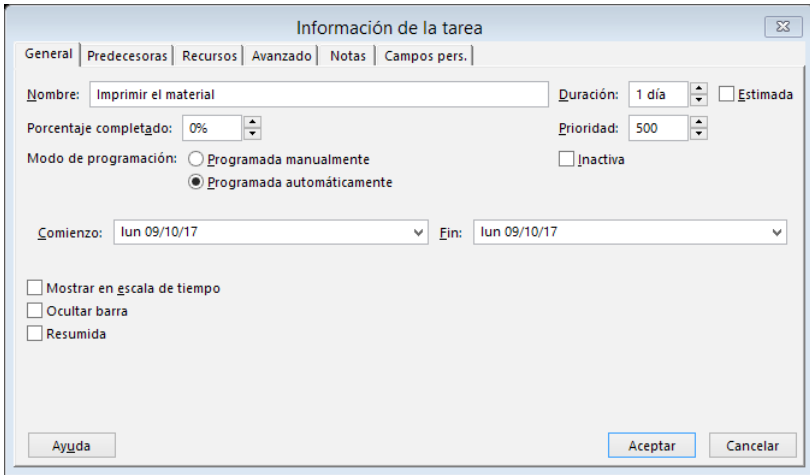 Información de la tarea
General Predecesoras Recursos Avanzado Notas Campos pers.
Nombre: Imprimir el material Duración: 1 día Estimada
Porcentaje completado: 0% Prioridad: 500
Modo de programación: Programada manualmente Inactiva
Programada automáticamente
Comienzo: lun 09/10/17 Fin: lun 09/10/17
Mostrar en escala de tiempo
Ocultar barra
Resumida
Ayuda Aceptar Cancelar